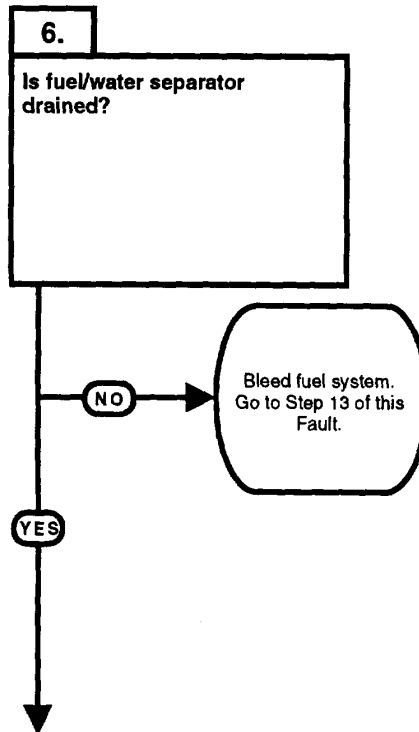 6.
Is fuel/water separator
drained?
NO
Bleed fuel system.
Go to Step 13 of this
Fault.
YES